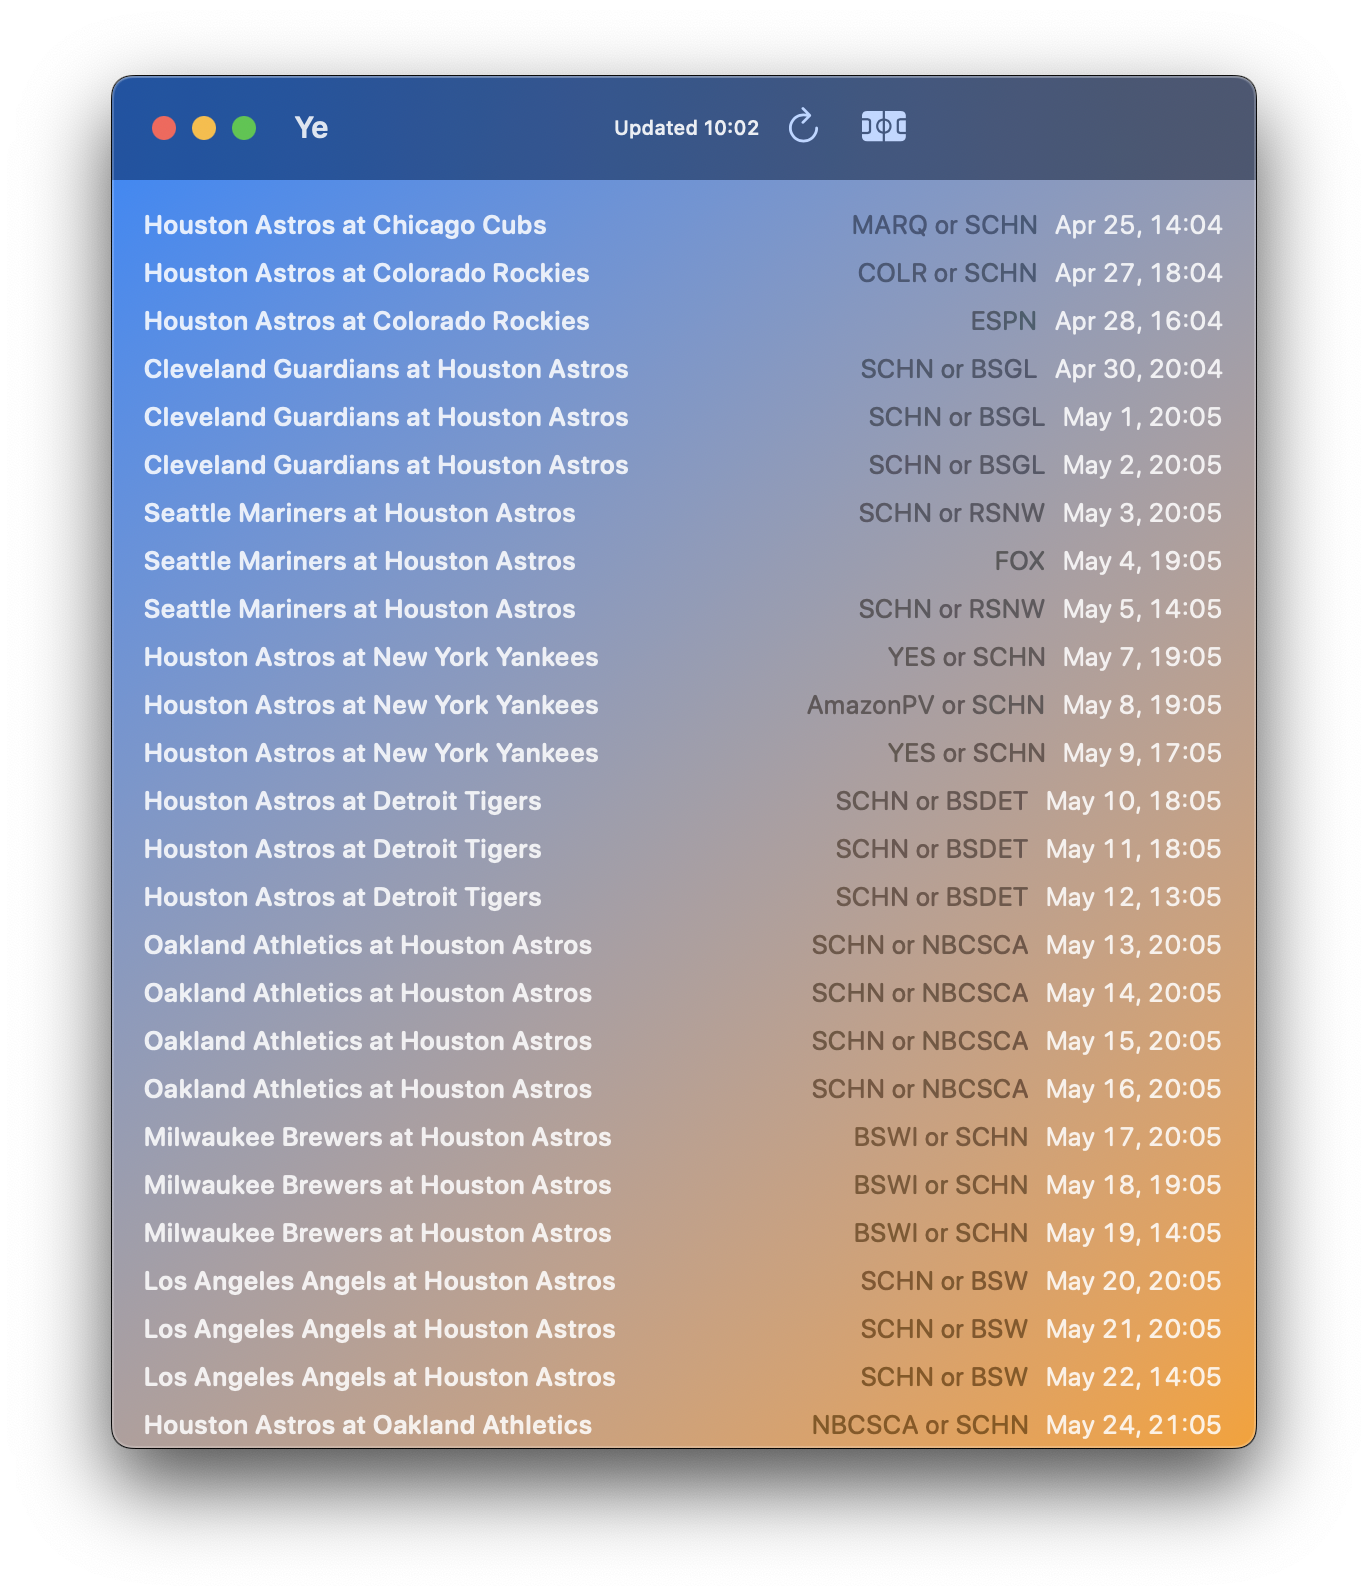 Ye Updated 10:02
Houston Astros at Chicago Cubs MARQ or SCHN Apr 25, 14:04
Houston Astros at Colorado Rockies COLR or SCHN Apr 27, 18:04
Houston Astros at Colorado Rockies ESPN Apr 28, 16:04
Cleveland Guardians at Houston Astros SCHN or BSGL Apr 30, 20:04
Cleveland Guardians at Houston Astros SCHN or BSGL May 1, 20:05
Cleveland Guardians at Houston Astros SCHN or BSGL May 2, 20:05
Seattle Mariners at Houston Astros SCHN or RSNW May 3, 20:05
Seattle Mariners at Houston Astros FOX May 4, 19:05
Seattle Mariners at Houston Astros SCHN or RSNW May 5, 14:05
Houston Astros at New York Yankees YES or SCHN May 7, 19:05
Houston Astros at New York Yankees AmazonPV or SCHN May 8, 19:05
Houston Astros at New York Yankees YES or SCHN May 9, 17:05
Houston Astros at Detroit Tigers SCHN or BSDET May 10, 18:05
Houston Astros at Detroit Tigers SCHN or BSDET May 11, 18:05
Houston Astros at Detroit Tigers SCHN or BSDET May 12, 13:05
Oakland Athletics at Houston Astros SCHN or NBCSCA May 13, 20:05
Oakland Athletics at Houston Astros SCHN or NBCSCA May 14, 20:05
Oakland Athletics at Houston Astros SCHN or NBCSCA May 15, 20:05
Oakland Athletics at Houston Astros SCHN or NBCSCA May 16, 20:05
Milwaukee Brewers at Houston Astros BSWI or SCHN May 17, 20:05
Milwaukee Brewers at Houston Astros BSWI or SCHN May 18, 19:05
Milwaukee Brewers at Houston Astros BSWI or SCHN May 19, 14:05
Los Angeles Angels at Houston Astros SCHN or BSW May 20, 20:05
Los Angeles Angels at Houston Astros SCHN or BSW May 21, 20:05
Los Angeles Angels at Houston Astros SCHN or BSW May 22, 14:05
Houston Astros at Oakland Athletics NBCSCA or SCHN May 24, 21:05